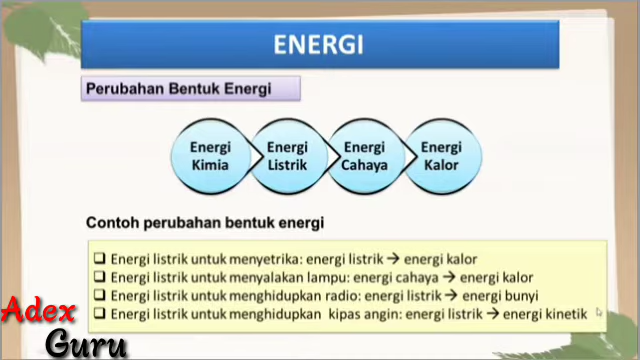 ENERGI
Perubahan Bentuk Energi
Energi
Kimia
Energi
Listrik
Energi
Cahaya
Energi
Kalor
Contoh perubahan bentuk energi
❑ Energi listrik untuk menyetrika: energi listrik → energi kalor
❑ Energi listrik untuk menyalakan lampu: energi cahaya → energi kalor
❑ Energi listrik untuk menghidupkan radio: energi listrik → energi bunyi
❑ Energi listrik untuk menghidupkan kipas angin: energi listrik → energi kinetik
Adex
Guru